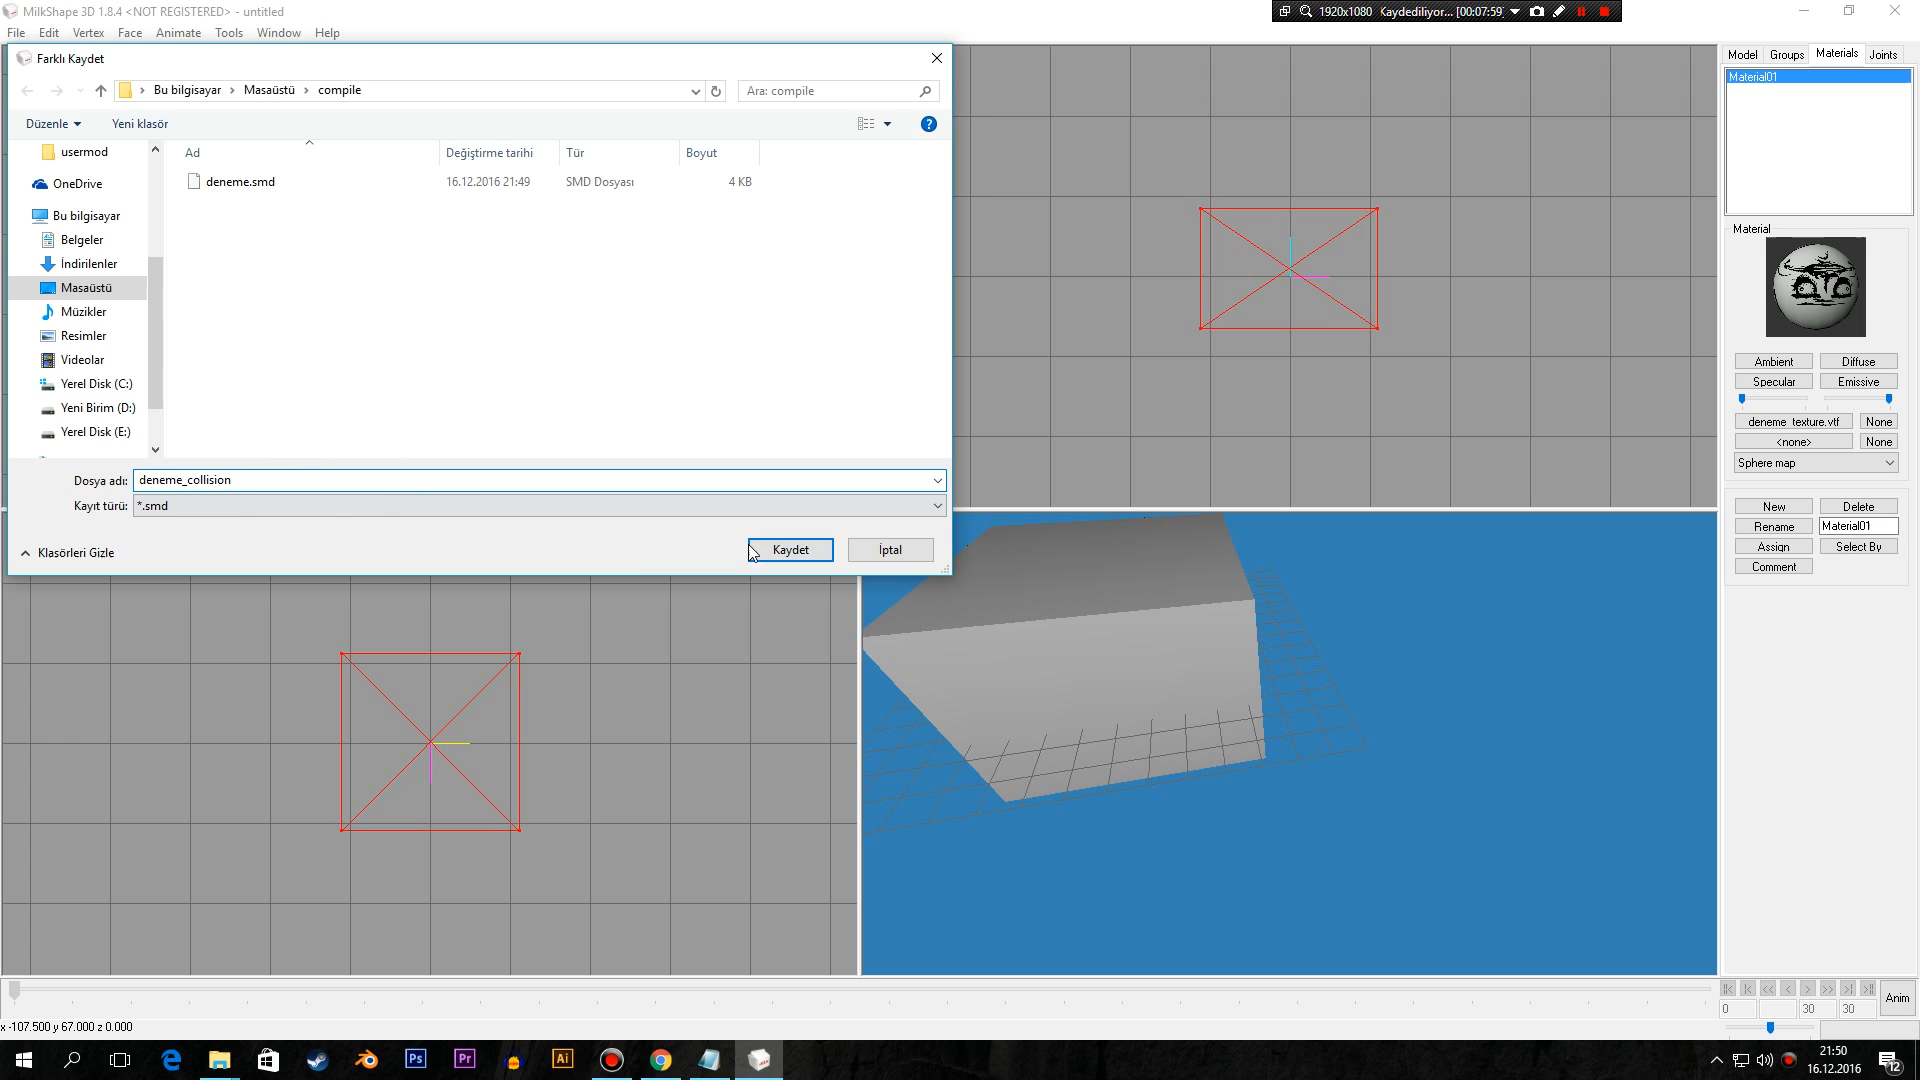 MilkShape 3D 1.8.4 <NOT REGISTERED> - untitled
1920x1080 Kaydediliyor... [00:07:59]
File Edit Vertex Face Animate Tools Window Help
Farklı Kaydet
Bu bilgisayar Masaüstü compile
Ara: compile
Düzenle Yeni klasör
usermod
OneDrive
Bu bilgisayar
Belgeler
İndirilenler
Masaüstü
Müzikler
Resimler
Videolar
Yerel Disk (C:)
Yeni Birim (D:)
Yerel Disk (E:)
Ad Değiştirme tarihi Tür Boyut
deneme.smd 16.12.2016 21:49 SMD Dosyası 4 KB
Dosya adı: deneme_collision
Kayıt türü: *.smd
Klasörleri Gizle
Kaydet İptal
Model Groups Materials Joints
Material01
Material
Ambient Diffuse
Specular Emissive
deneme_texture.vtf None
<none> None
Sphere map
New Delete
Rename Material01
Assign Select By
Comment
0 30 30
Anim
x -107.500 y 67.000 z 0.000
Ps Pr Ai
21:50
16.12.2016
12